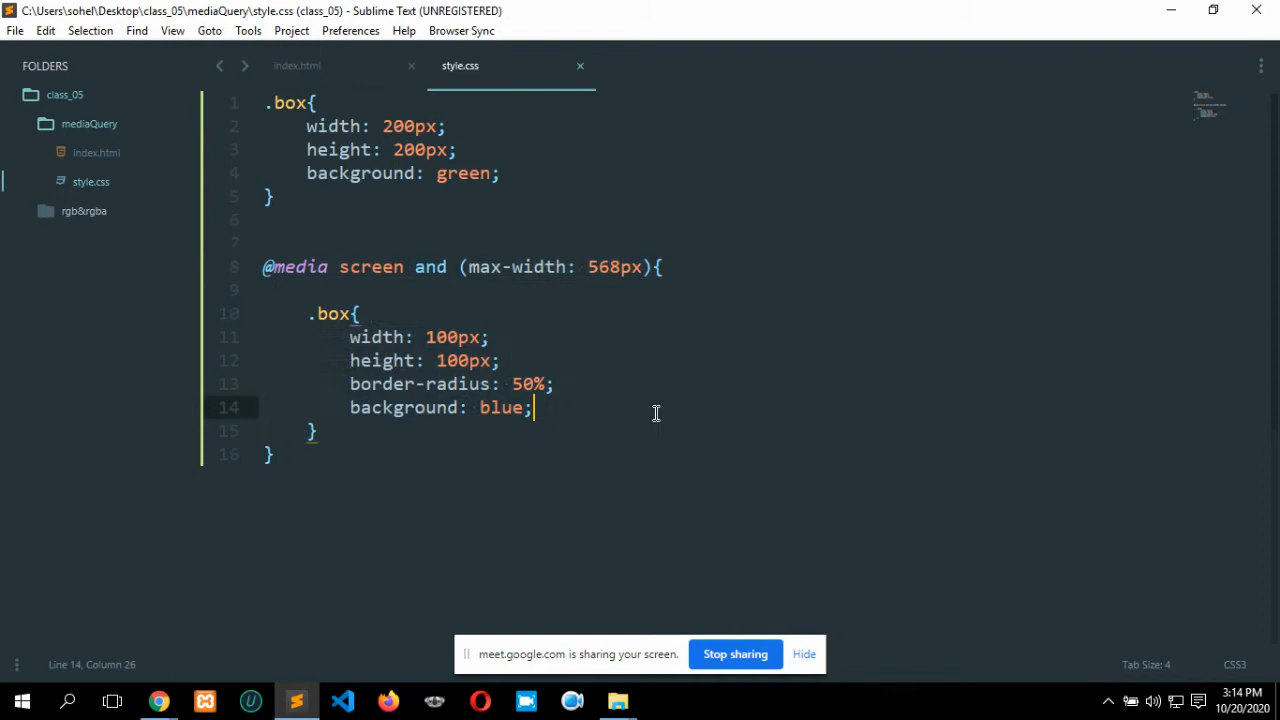 C:\Users\sohel\Desktop\class_05\mediaQuery\style.css (class_05) - Sublime Text (UNREGISTERED)
File Edit Selection Find View Goto Tools Project Preferences Help Browser Sync
FOLDERS
class_05
mediaQuery
index.html
style.css
rgb&rgba
index.html style.css
1 .box{
2 width: 200px;
3 height: 200px;
4 background: green;
5 }
6
7
8 @media screen and (max-width: 568px){
9
10 .box{
11 width: 100px;
12 height: 100px;
13 border-radius: 50%;
14 background: blue;
15 }
16 }
meet.google.com is sharing your screen. Stop sharing Hide
Line 14, Column 26 Tab Size: 4 CSS3
3:14 PM
10/20/2020